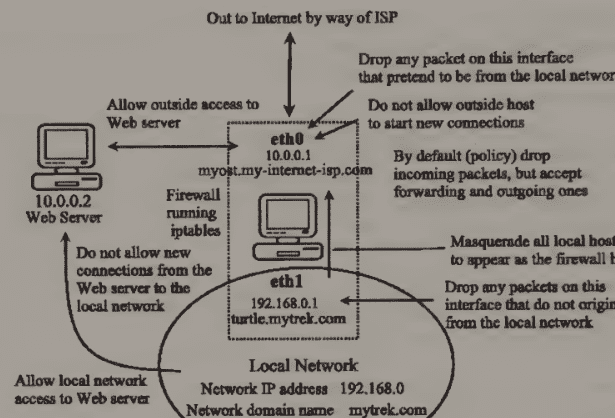 Out to Internet by way of ISP
Drop any packet on this interface
that pretend to be from the local networ
Allow outside access to
Web server
Do not allow outside host
to start new connections
eth0
10.0.0.1
myost.my-internet-isp.com
By default (policy) drop
incoming packets, but accept
forwarding and outgoing ones
10.0.0.2
Web Server
Firewall
running
iptables
Do not allow new
connections from the
Web server to the
local network
Masquerade all local host
to appear as the firewall h
eth1
192.168.0.1
turtle.mytrek.com
Drop any packets on this
interface that do not origin
from the local network
Local Network
Allow local network
access to Web server
Network IP address 192.168.0
Network domain name mytrek.com